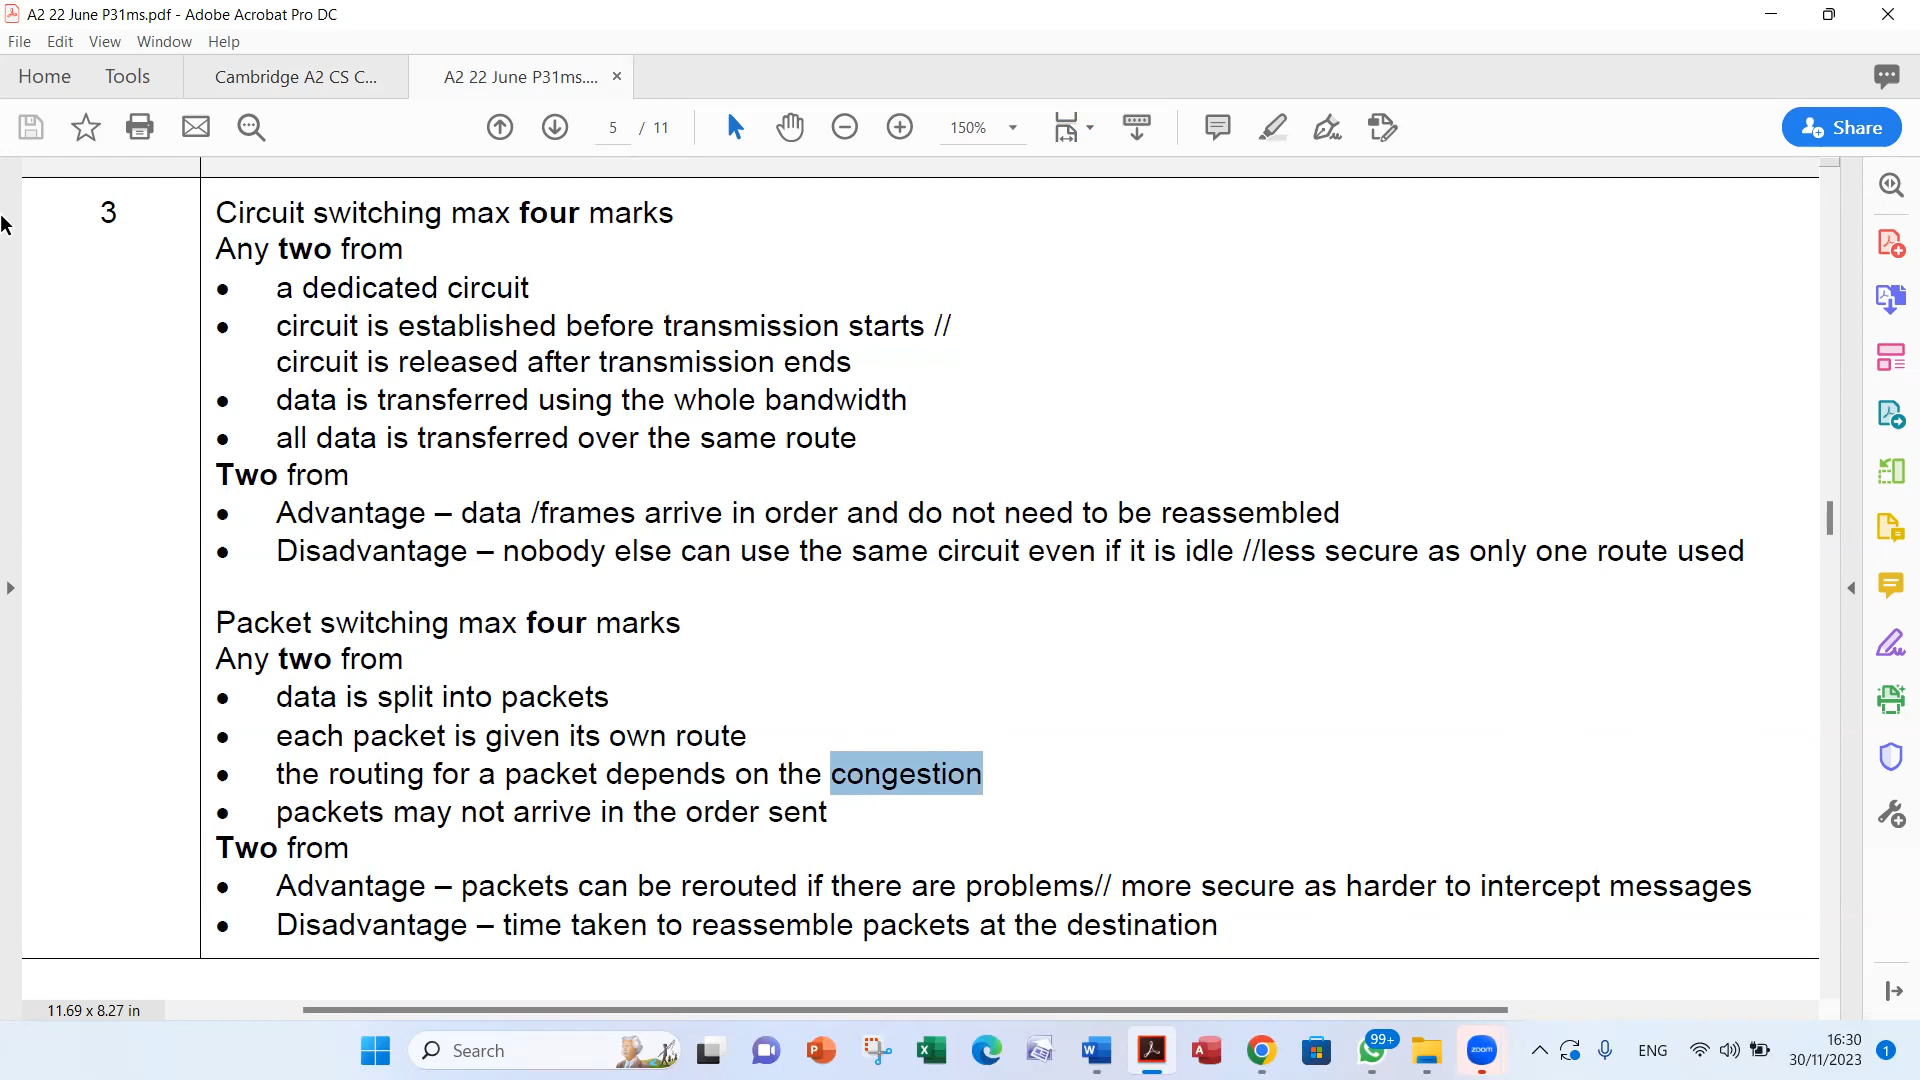 A2 22 June P31ms.pdf - Adobe Acrobat Pro DC
File Edit View Window Help
Home Tools Cambridge A2 CS C... A2 22 June P31ms....
5 / 11 150% Share
3 Circuit switching max four marks
Any two from
• a dedicated circuit
• circuit is established before transmission starts //
circuit is released after transmission ends
• data is transferred using the whole bandwidth
• all data is transferred over the same route
Two from
• Advantage – data /frames arrive in order and do not need to be reassembled
• Disadvantage – nobody else can use the same circuit even if it is idle //less secure as only one route used
Packet switching max four marks
Any two from
• data is split into packets
• each packet is given its own route
• the routing for a packet depends on the congestion
• packets may not arrive in the order sent
Two from
• Advantage – packets can be rerouted if there are problems// more secure as harder to intercept messages
• Disadvantage – time taken to reassemble packets at the destination
11.69 x 8.27 in
Search 99+ zoom ENG 16:30
30/11/2023 1